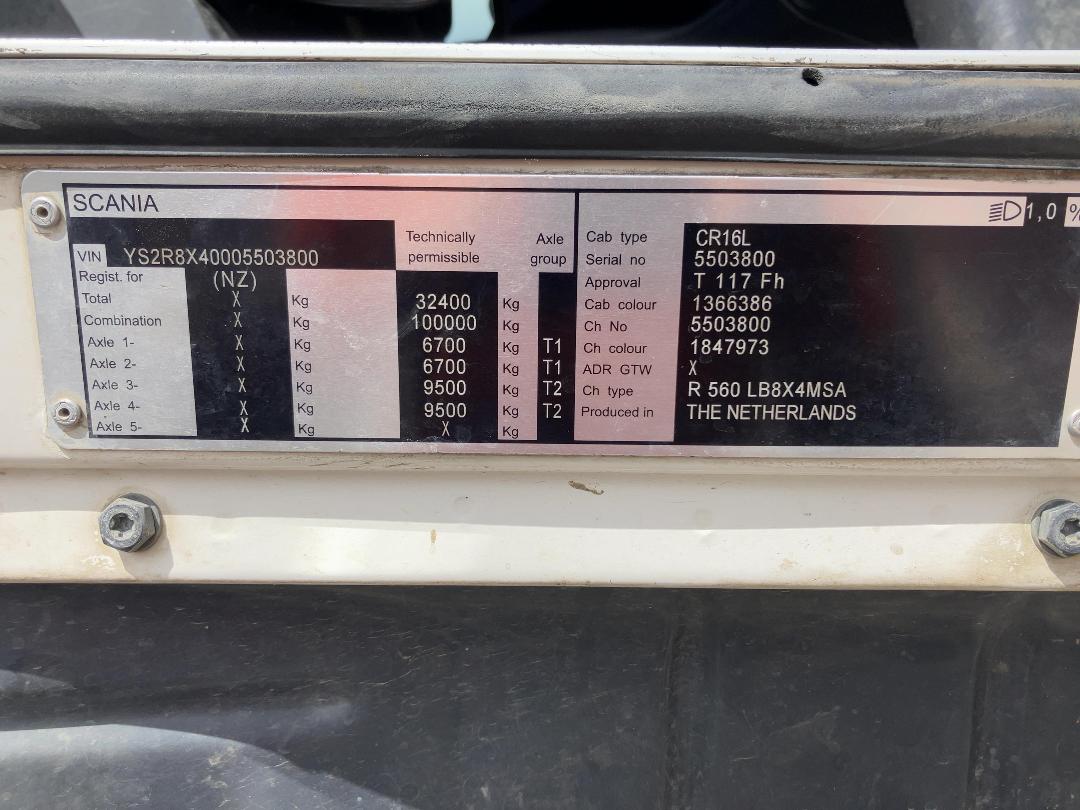 SCANIA
1,0 %
VIN YS2R8X40005503800
Technically permissible
Axle group
Regist. for (NZ)
Total X Kg 32400 Kg
Combination X Kg 100000 Kg
Axle 1- X Kg 6700 Kg T1
Axle 2- X Kg 6700 Kg T1
Axle 3- X Kg 9500 Kg T2
Axle 4- X Kg 9500 Kg T2
Axle 5- X Kg X Kg
Cab type CR16L
Serial no 5503800
Approval T 117 Fh
Cab colour 1366386
Ch No 5503800
Ch colour 1847973
ADR GTW X
Ch type R 560 LB8X4MSA
Produced in THE NETHERLANDS